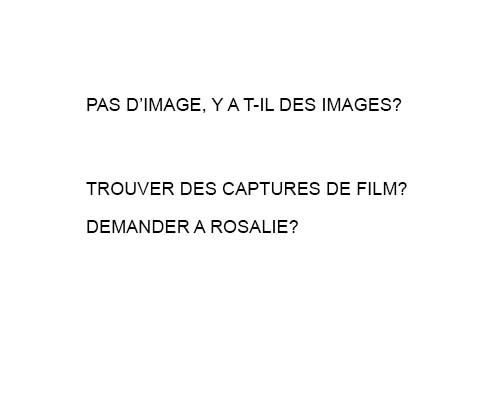 PAS D’IMAGE, Y A T-IL DES IMAGES?
TROUVER DES CAPTURES DE FILM?
DEMANDER A ROSALIE?